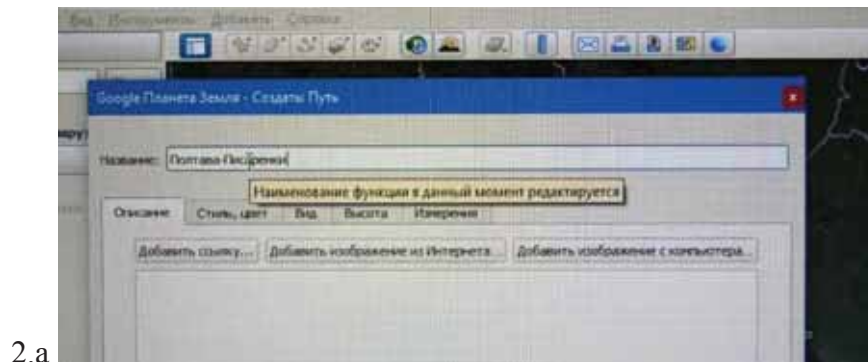 Вид Инструменты Добавить Справка
Google Планета Земля - Создать Путь
Название: Полтава-Писаренки
Наименование функции в данный момент редактируется
Описание Стиль, цвет Вид Высота Измерения
Добавить ссылку... Добавить изображение из Интернета... Добавить изображение с компьютера...
2.а